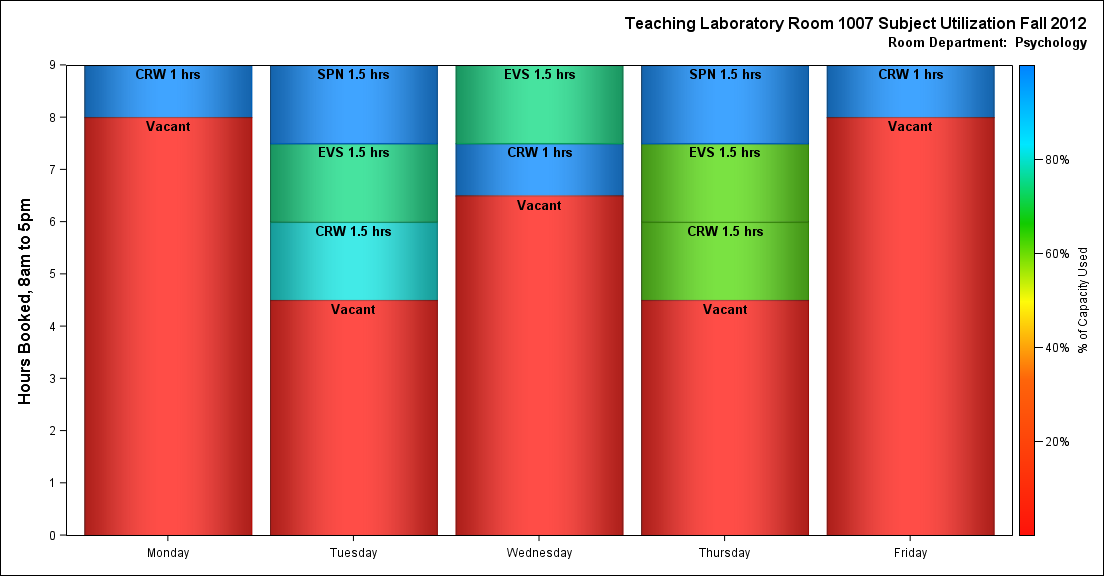 Teaching Laboratory Room 1007 Subject Utilization Fall 2012
Room Department:  Psychology
Hours Booked, 8am to 5pm
9
8
7
6
5
4
3
2
1
0
CRW 1 hrs
Vacant
SPN 1.5 hrs
EVS 1.5 hrs
CRW 1.5 hrs
Vacant
EVS 1.5 hrs
CRW 1 hrs
Vacant
SPN 1.5 hrs
EVS 1.5 hrs
CRW 1.5 hrs
Vacant
CRW 1 hrs
Vacant
Monday
Tuesday
Wednesday
Thursday
Friday
80%
60%
40%
20%
% of Capacity Used